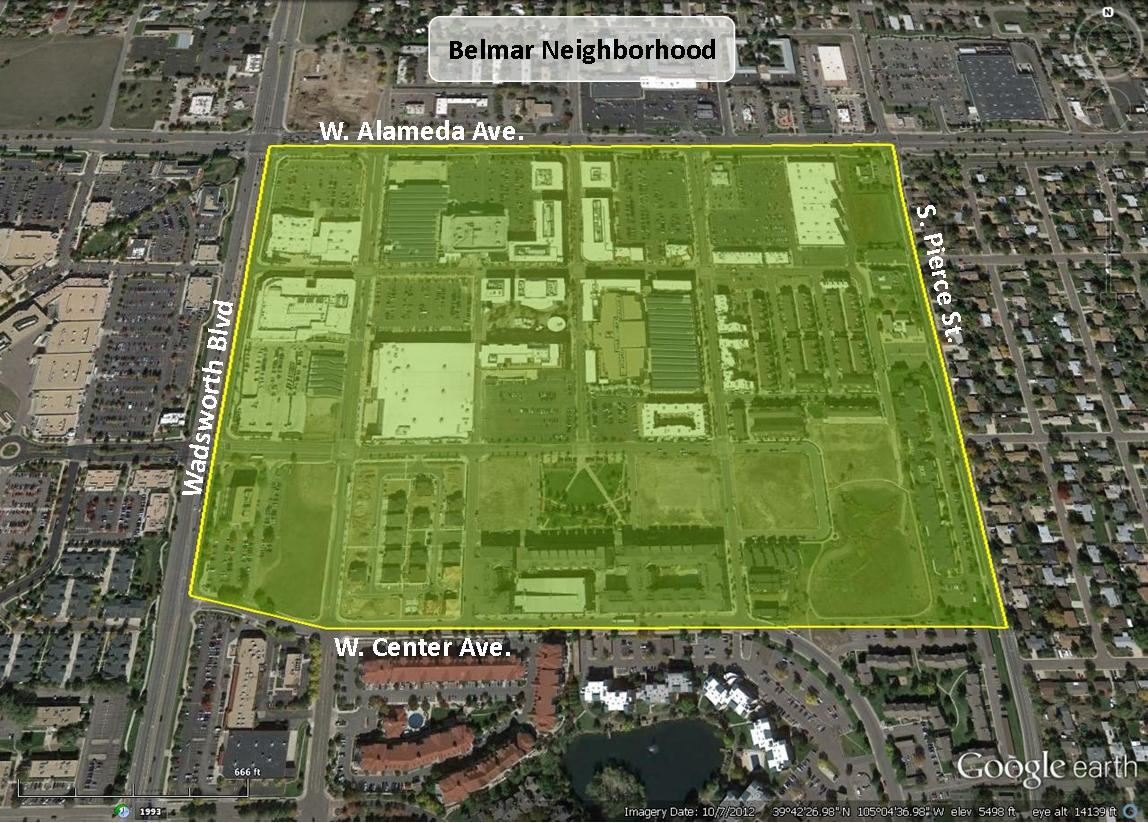 N
Belmar Neighborhood
W. Alameda Ave.
S. Pierce St.
Wadsworth Blvd
W. Center Ave.
Google earth
666 ft
1993
Imagery Date: 10/7/2012 39°42'26.98" N 105°04'36.98" W elev 5498 ft eye alt 14139 ft